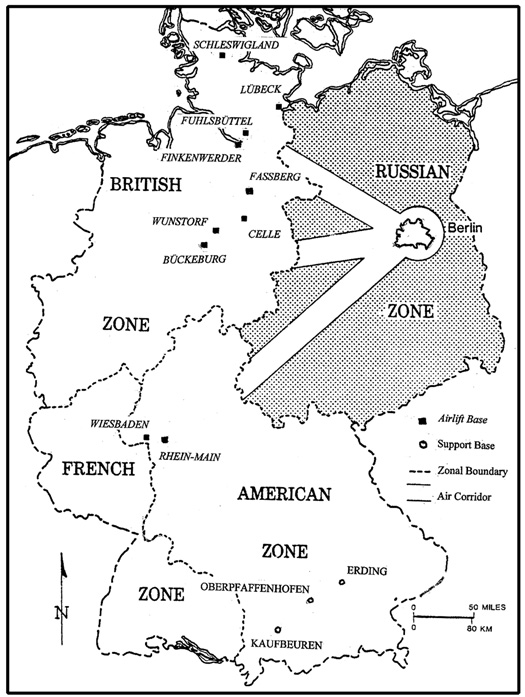 SCHLESWIGLAND
LÜBECK
FUHLSBÜTTEL
FINKENWERDER
BRITISH
FASSBERG
RUSSIAN
WUNSTORF
CELLE
Berlin
BÜCKEBURG
ZONE
ZONE
WIESBADEN
RHEIN-MAIN
FRENCH
AMERICAN
ZONE
ZONE
ERDING
OBERPFAFFENHOFEN
KAUFBEUREN
Airlift Base
Support Base
Zonal Boundary
Air Corridor
N
0 50 MILES
0 80 KM